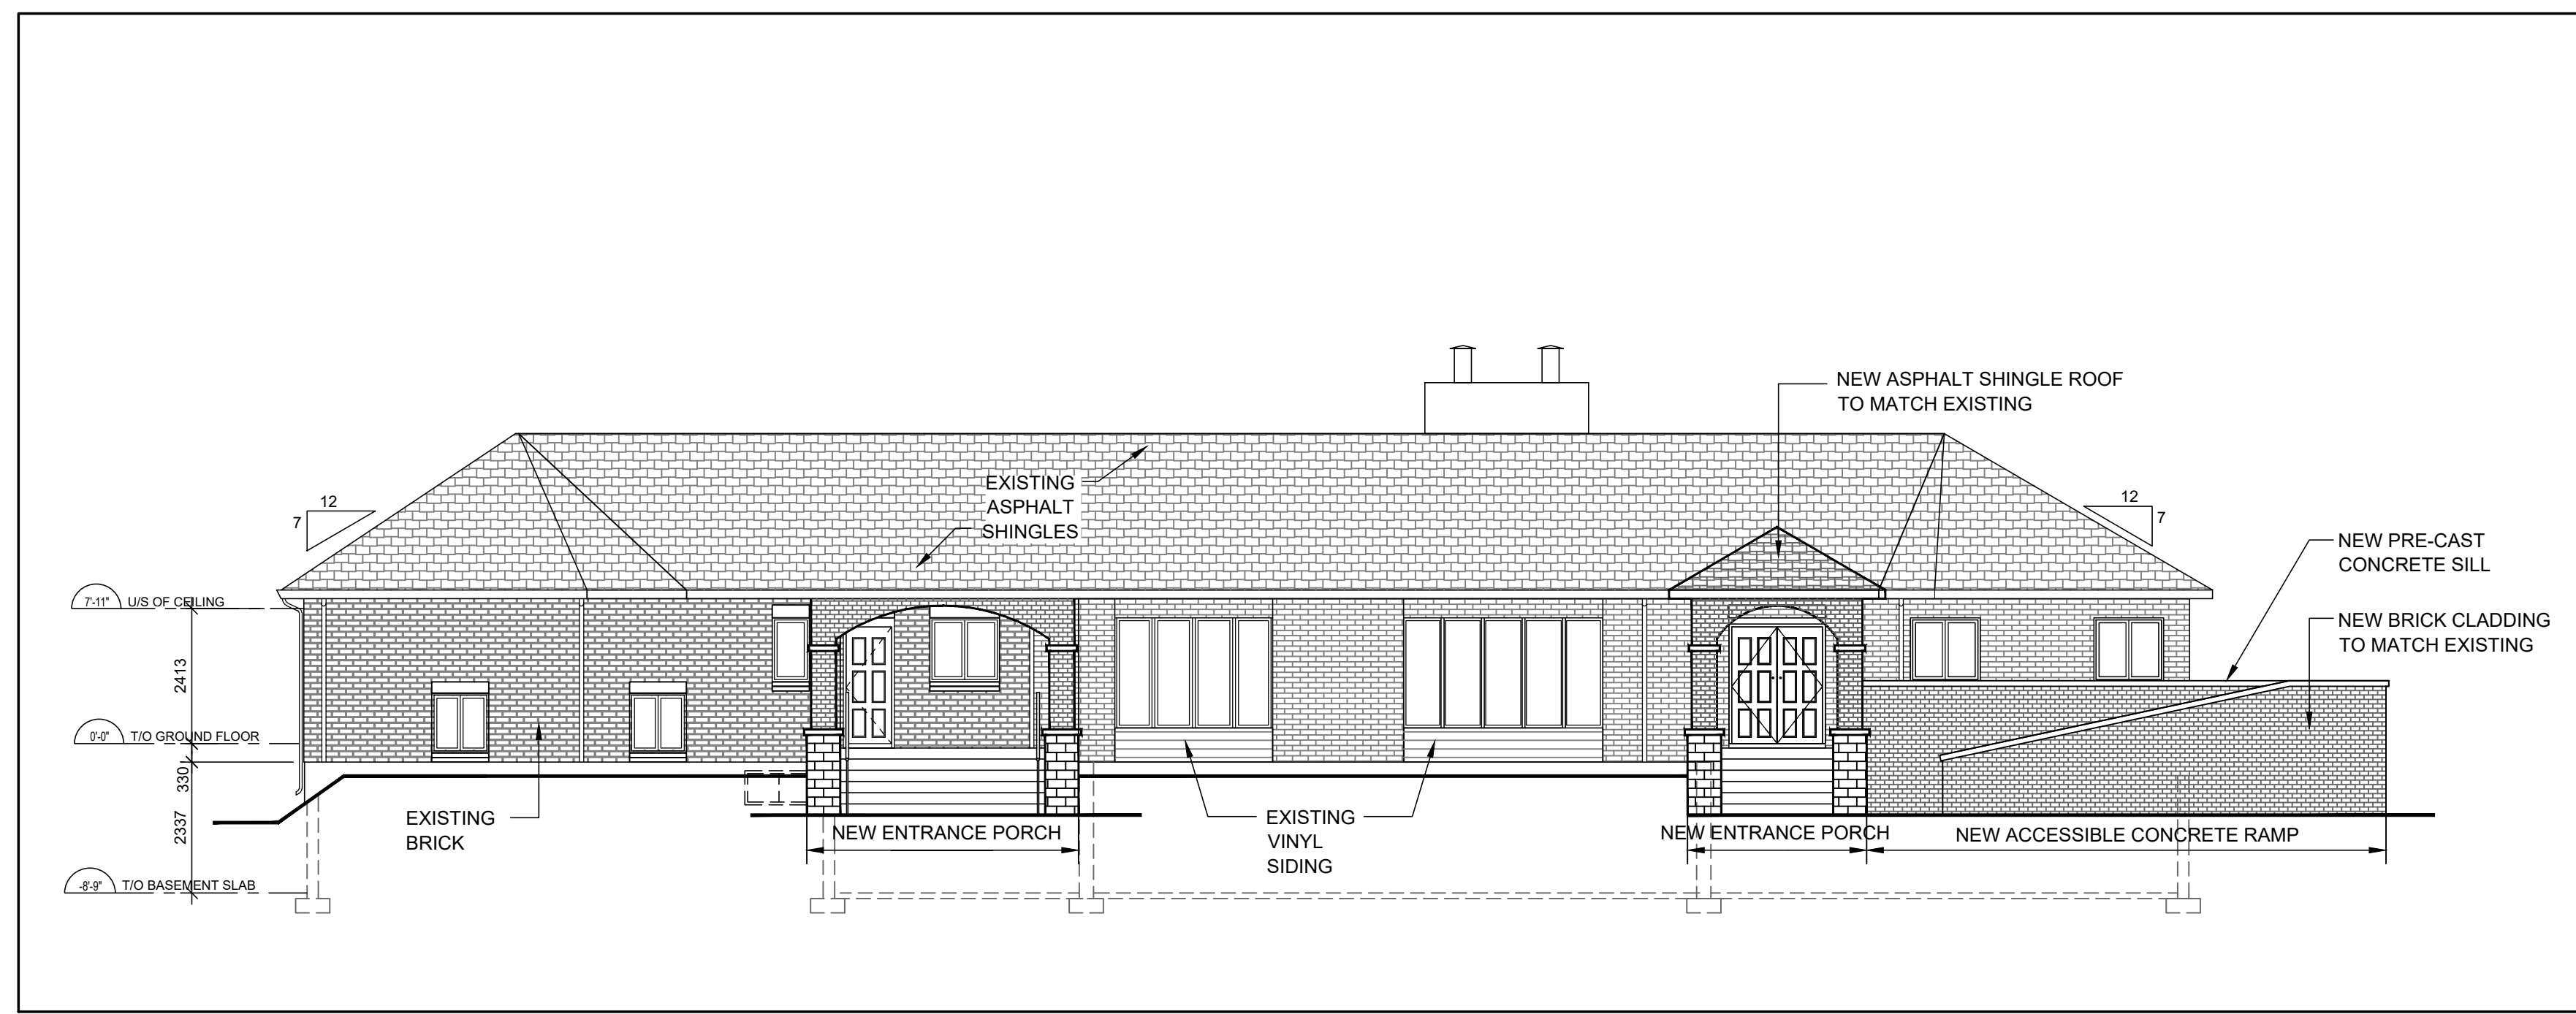 NEW ASPHALT SHINGLE ROOF
TO MATCH EXISTING
EXISTING
ASPHALT
SHINGLES
12
7
12
7
NEW PRE-CAST
CONCRETE SILL
7'-11" U/S OF CEILING
NEW BRICK CLADDING
TO MATCH EXISTING
2413
0'-0" T/O GROUND FLOOR
330
EXISTING
BRICK
2337
NEW ENTRANCE PORCH
EXISTING
VINYL
SIDING
NEW ENTRANCE PORCH
NEW ACCESSIBLE CONCRETE RAMP
-8'-9" T/O BASEMENT SLAB